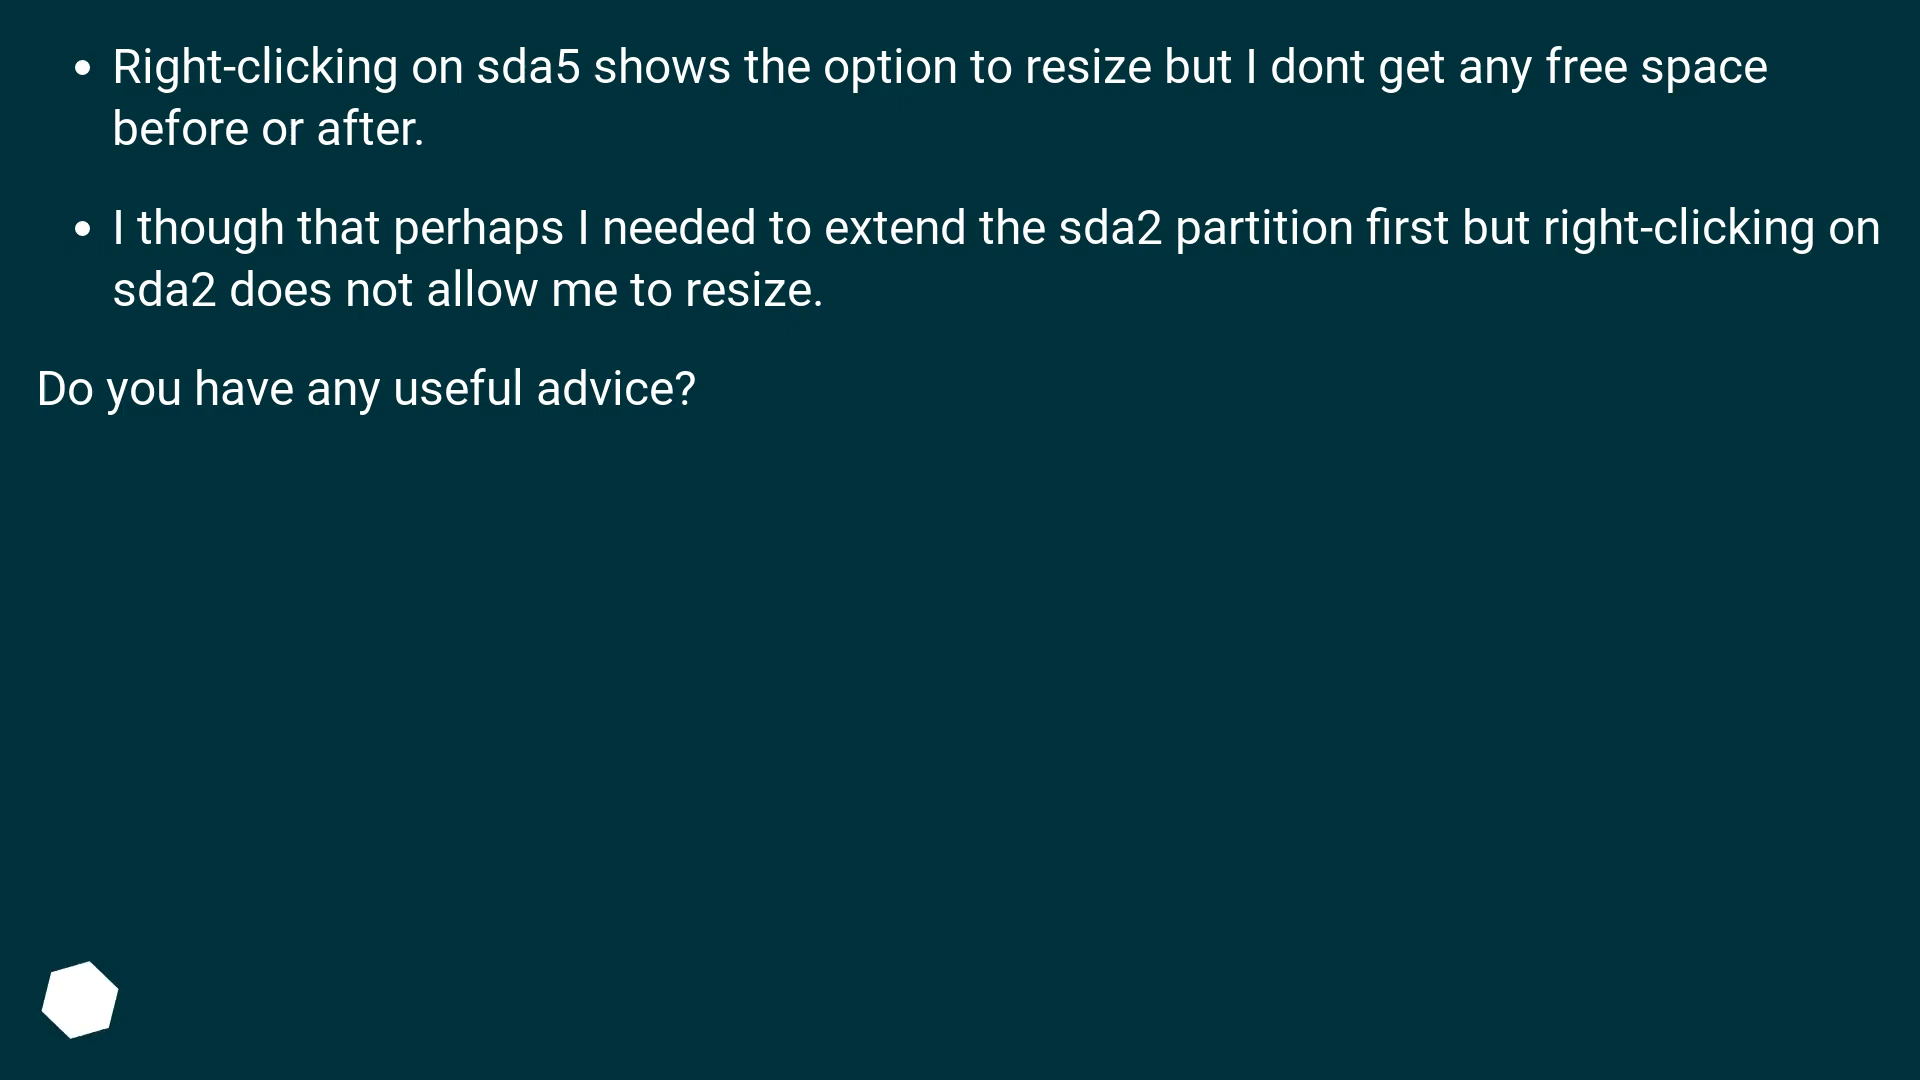 • Right-clicking on sda5 shows the option to resize but I dont get any free space
before or after.
• I though that perhaps I needed to extend the sda2 partition first but right-clicking on
sda2 does not allow me to resize.
Do you have any useful advice?